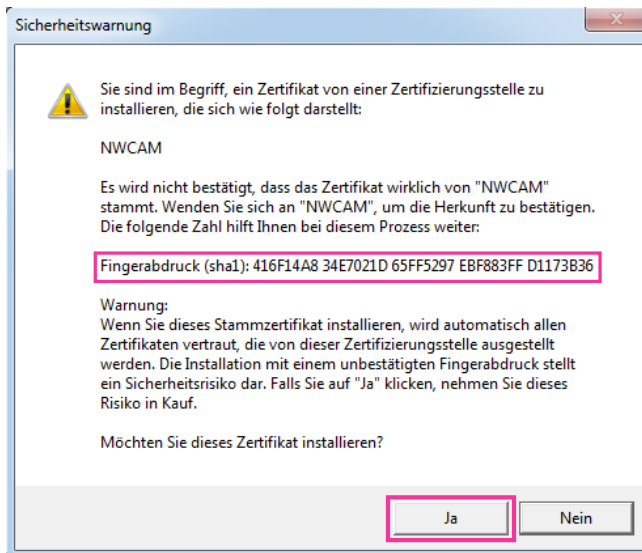 Sicherheitswarnung
X
Sie sind im Begriff, ein Zertifikat von einer Zertifizierungsstelle zu
installieren, die sich wie folgt darstellt:
NWCAM
Es wird nicht bestätigt, dass das Zertifikat wirklich von "NWCAM"
stammt. Wenden Sie sich an "NWCAM", um die Herkunft zu bestätigen.
Die folgende Zahl hilft Ihnen bei diesem Prozess weiter:
Fingerabdruck (sha1): 416F14A8 34E7021D 65FF5297 EBF883FF D1173B36
Warnung:
Wenn Sie dieses Stammzertifikat installieren, wird automatisch allen
Zertifikaten vertraut, die von dieser Zertifizierungsstelle ausgestellt
werden. Die Installation mit einem unbestätigten Fingerabdruck stellt
ein Sicherheitsrisiko dar. Falls Sie auf "Ja" klicken, nehmen Sie dieses
Risiko in Kauf.
Möchten Sie dieses Zertifikat installieren?
Ja
Nein